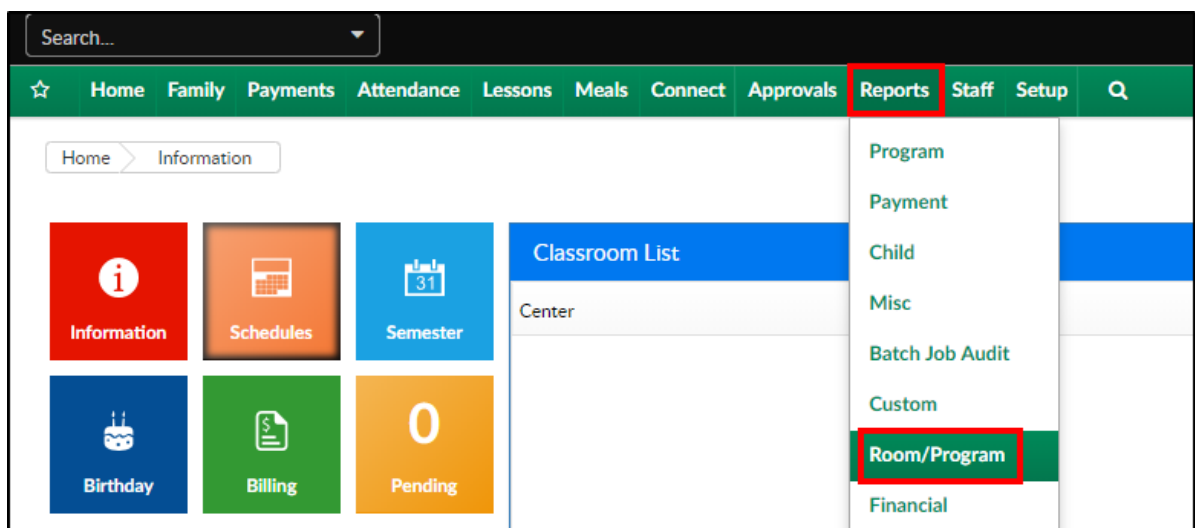 Search...
Home Family Payments Attendance Lessons Meals Connect Approvals Reports Staff Setup
Home Information
Program
Payment
Child
Misc
Batch Job Audit
Custom
Room/Program
Financial
Information
Schedules
31
Semester
Birthday
Billing
0
Pending
Classroom List
Center